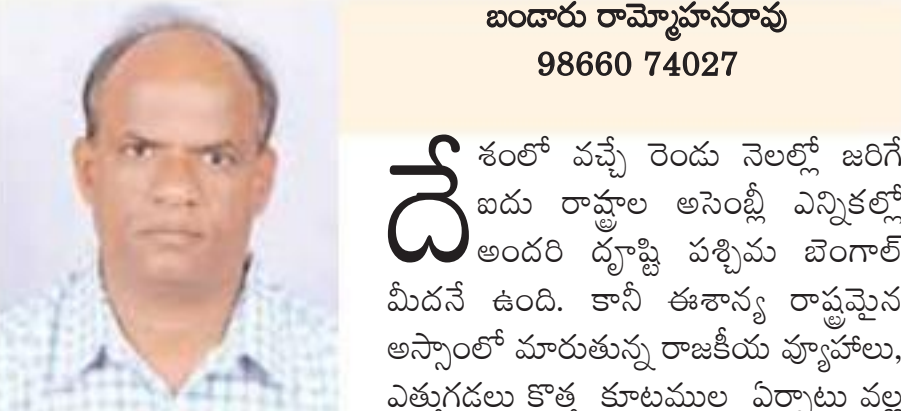 బండారు రామ్మోహనరావు
98660 74027
దేశంలో వచ్చే రెండు నెలల్లో జరిగే
ఐదు రాష్ట్రాల అసెంబ్లీ ఎన్నికల్లో
అందరి దృష్టి పశ్చిమ బెంగాల్
మీదనే ఉంది. కానీ ఈశాన్య రాష్ట్రమైన
అస్సాంలో మారుతున్న రాజకీయ వ్యూహాలు,
ఎత్తుగడలు కొత్త కూటముల ఏర్పాటు వల్ల